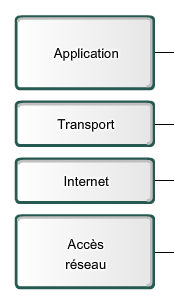 Application
Transport
Internet
Accès
réseau